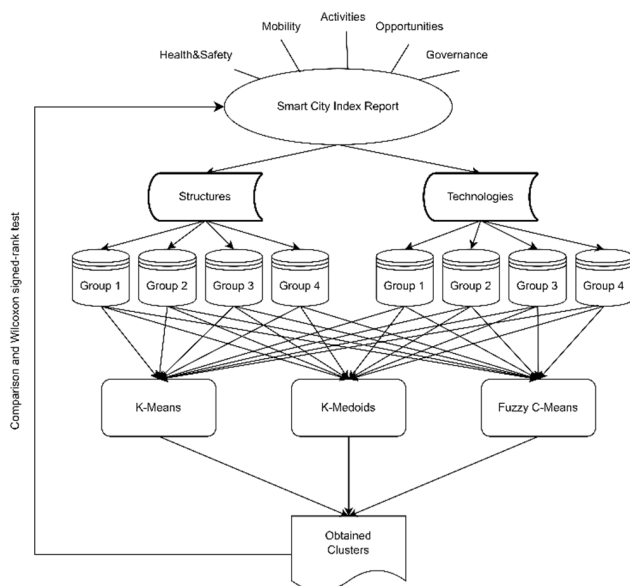 Activities
Mobility
Opportunities
Health&Safety
Governance
Smart City Index Report
Structures
Technologies
Group 1
Group 2
Group 3
Group 4
Group 1
Group 2
Group 3
Group 4
K-Means
K-Medoids
Fuzzy C-Means
Obtained
Clusters
Comparison and Wilcoxon signed-rank test